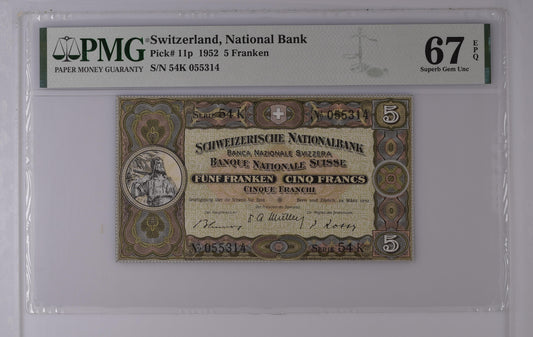 PMG
PAPER MONEY GUARANTY
Switzerland, National Bank
Pick# 11p 1952 5 Franken
S/N 54K 055314
67 EPQ
Superb Gem Unc
Serie 54 K
No 055314
5
SCHWEIZERISCHE NATIONALBANK
BANCA NAZIONALE SVIZZERA
BANQUE NATIONALE SUISSE
FÜNF FRANKEN CINQ FRANCS
CINQUE FRANCHI
No 055314
Serie 54 K
5